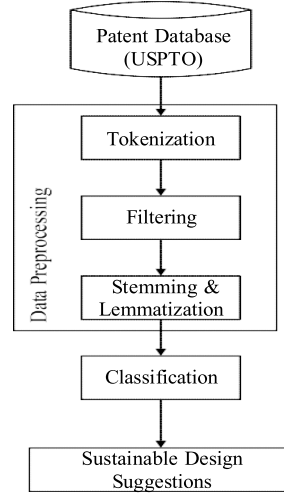 Patent Database
(USPTO)
Data Preprocessing
Tokenization
Filtering
Stemming &
Lemmatization
Classification
Sustainable Design
Suggestions